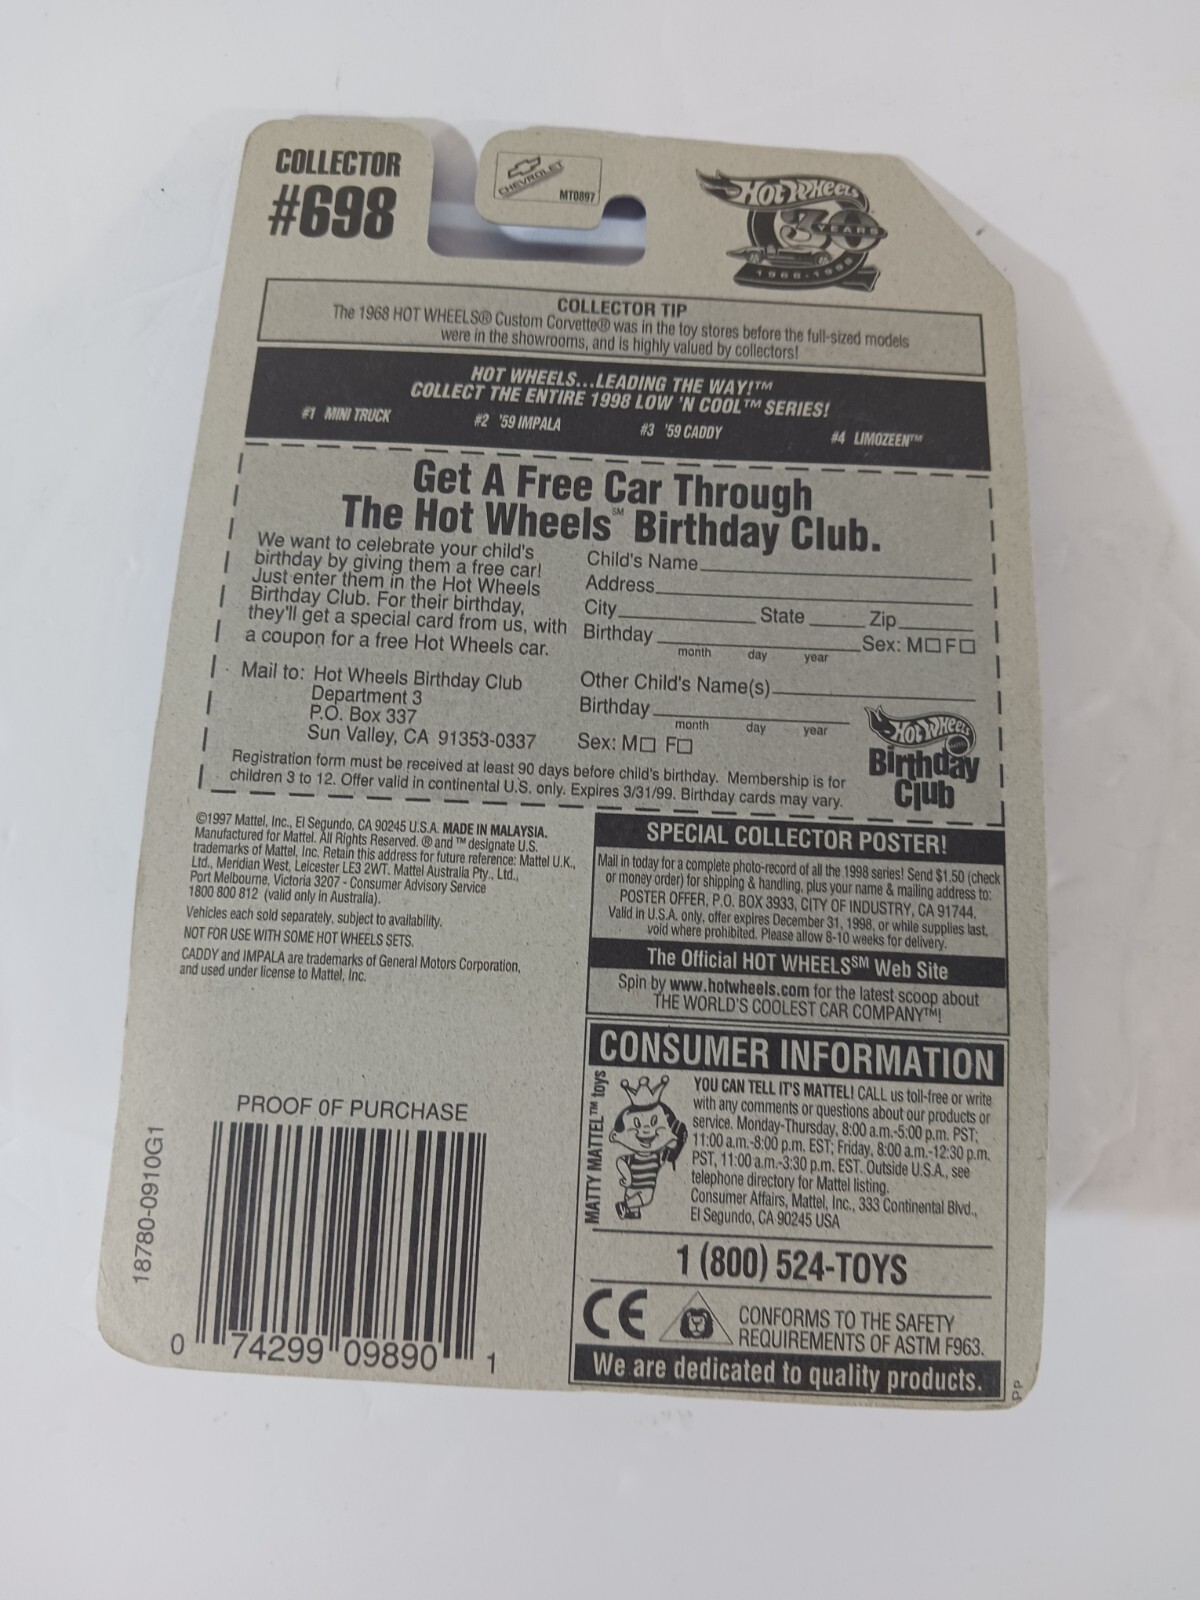 COLLECTOR
#698
CHEVROLET
MT0897
HOT WHEELS
30
YEARS
1968-1998
COLLECTOR TIP
The 1968 HOT WHEELS® Custom Corvette® was in the toy stores before the full-sized models
were in the showrooms, and is highly valued by collectors!
HOT WHEELS...LEADING THE WAY!™
COLLECT THE ENTIRE 1998 LOW 'N COOL™ SERIES!
#1 MINI TRUCK #2 '59 IMPALA #3 '59 CADDY #4 LIMOZEEN™
Get A Free Car Through
The Hot Wheels℠ Birthday Club.
We want to celebrate your child's
birthday by giving them a free car!
Just enter them in the Hot Wheels
Birthday Club. For their birthday,
they'll get a special card from us, with
a coupon for a free Hot Wheels car.
Mail to: Hot Wheels Birthday Club
Department 3
P.O. Box 337
Sun Valley, CA 91353-0337
Child's Name
Address
City State Zip
Birthday Sex: M□ F□
month day year
Other Child's Name(s)
Birthday
month day year
Sex: M□ F□
HOT WHEELS
Birthday
Club
Registration form must be received at least 90 days before child's birthday. Membership is for
children 3 to 12. Offer valid in continental U.S. only. Expires 3/31/99. Birthday cards may vary.
©1997 Mattel, Inc., El Segundo, CA 90245 U.S.A. MADE IN MALAYSIA.
Manufactured for Mattel. All Rights Reserved. ® and ™ designate U.S.
trademarks of Mattel, Inc. Retain this address for future reference: Mattel U.K.,
Ltd., Meridian West, Leicester LE3 2WT. Mattel Australia Pty., Ltd.,
Port Melbourne, Victoria 3207 - Consumer Advisory Service
1800 800 812 (valid only in Australia).
Vehicles each sold separately, subject to availability.
NOT FOR USE WITH SOME HOT WHEELS SETS.
CADDY and IMPALA are trademarks of General Motors Corporation,
and used under license to Mattel, Inc.
SPECIAL COLLECTOR POSTER!
Mail in today for a complete photo-record of all the 1998 series! Send $1.50 (check
or money order) for shipping & handling, plus your name & mailing address to:
POSTER OFFER, P.O. BOX 3933, CITY OF INDUSTRY, CA 91744.
Valid in U.S.A. only, offer expires December 31, 1998, or while supplies last,
void where prohibited. Please allow 8-10 weeks for delivery.
The Official HOT WHEELS℠ Web Site
Spin by www.hotwheels.com for the latest scoop about
THE WORLD'S COOLEST CAR COMPANY™!
CONSUMER INFORMATION
MATTY MATTEL™ toys
YOU CAN TELL IT'S MATTEL! CALL us toll-free or write
with any comments or questions about our products or
service. Monday-Thursday, 8:00 a.m.-5:00 p.m. PST;
11:00 a.m.-8:00 p.m. EST; Friday, 8:00 a.m.-12:30 p.m.
PST, 11:00 a.m.-3:30 p.m. EST. Outside U.S.A., see
telephone directory for Mattel listing.
Consumer Affairs, Mattel, Inc., 333 Continental Blvd.,
El Segundo, CA 90245 USA
1 (800) 524-TOYS
CE
CONFORMS TO THE SAFETY
REQUIREMENTS OF ASTM F963.
We are dedicated to quality products.
PP
PROOF OF PURCHASE
18780-0910G1
0 74299 09890 1